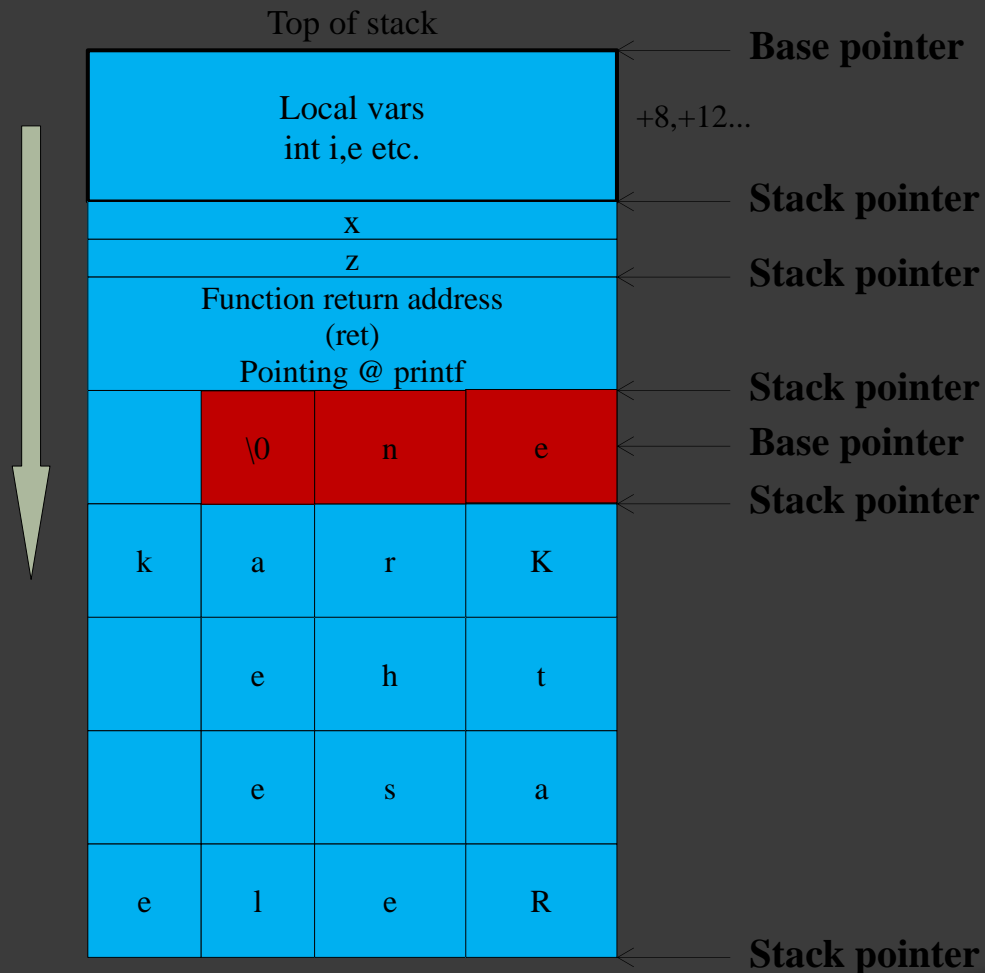 Top of stack
Base pointer
Local vars
int i,e etc.
+8,+12...
Stack pointer
x
z
Stack pointer
Function return address
(ret)
Pointing @ printf
Stack pointer
\0 n e
Base pointer
Stack pointer
k a r K
e h t
e s a
e l e R
Stack pointer